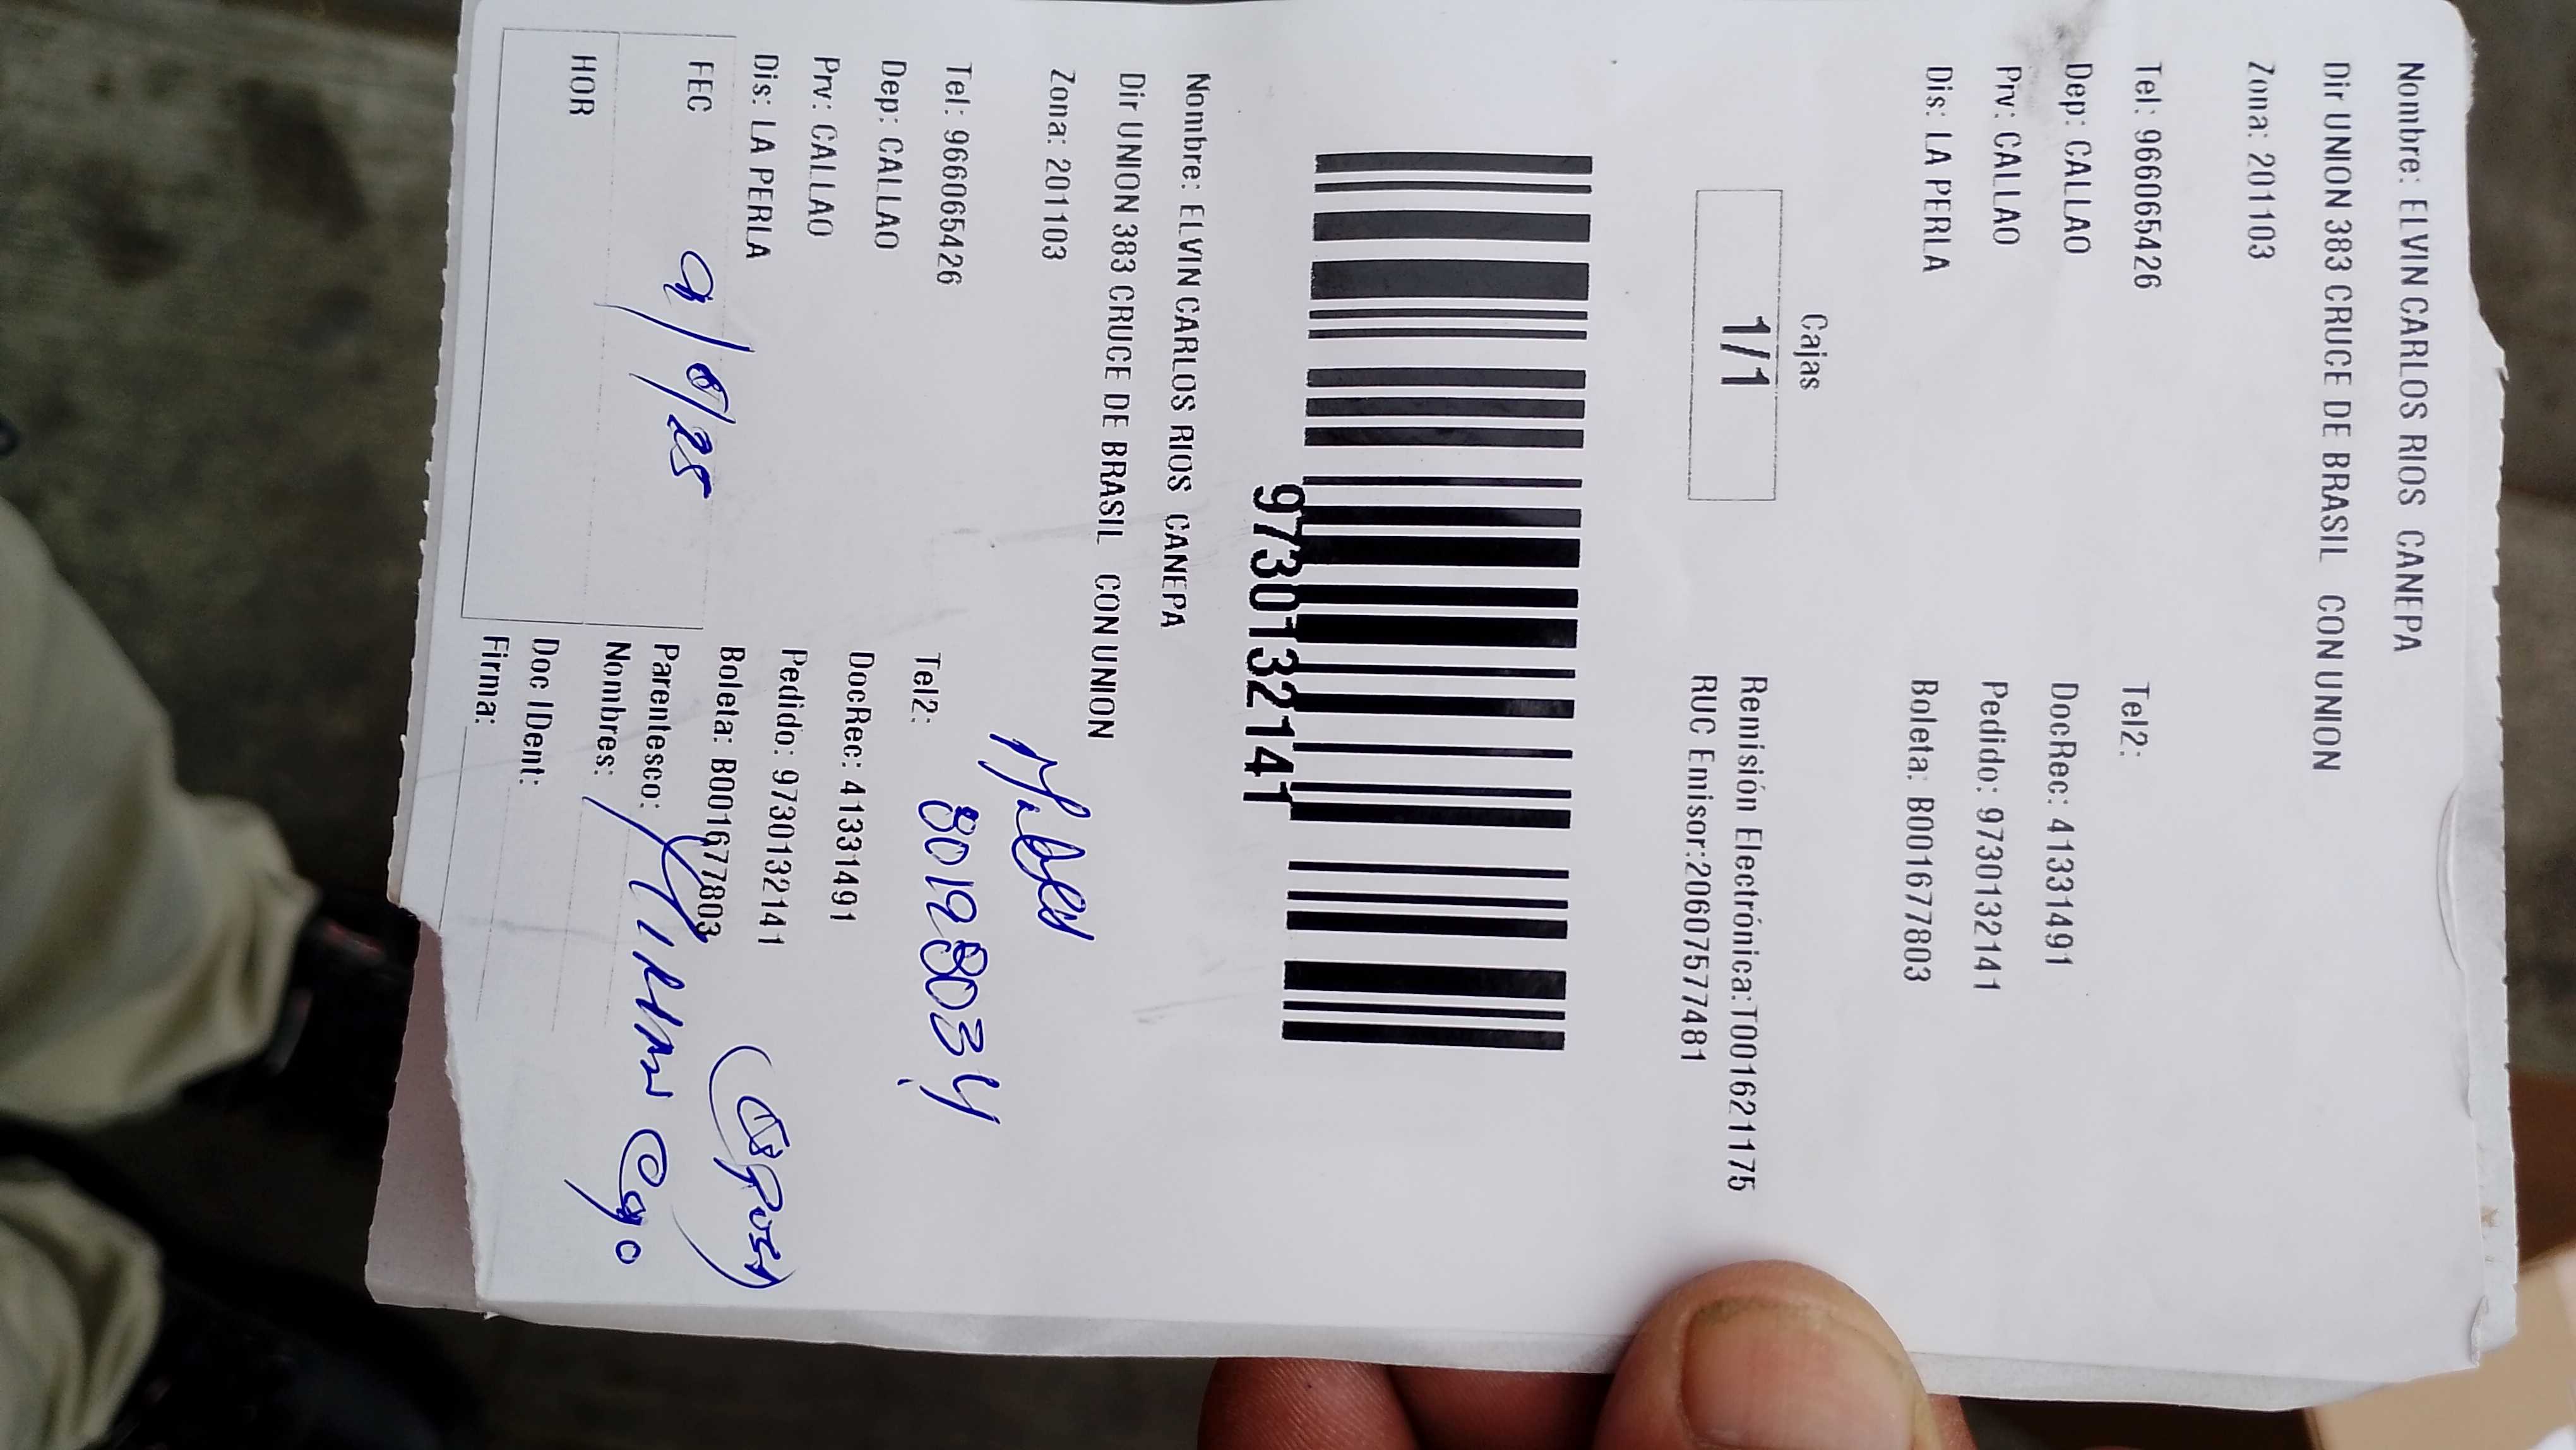 Nombre: ELVIN CARLOS RIOS CANEPA
Dir UNION 383 CRUCE DE BRASIL CON UNION
Zona: 201103
Tel: 966065426 Tel2:
Dep: CALLAO DocRec: 41331491
Prv: CALLAO Pedido: 9730132141
Dis: LA PERLA Boleta: B001677803
Cajas
1/1
Remisión Electrónica:T001621175
RUC Emisor:20607577481
9730132141
Nombre: ELVIN CARLOS RIOS CANEPA
Dir UNION 383 CRUCE DE BRASIL CON UNION
Zona: 201103
Tel: 966065426 Tel2: 80198034
Dep: CALLAO DocRec: 41331491
Prv: CALLAO Pedido: 9730132141
Dis: LA PERLA Boleta: B001677803
(Esposa)
FEC Parentesco:
Nombres:
HOR Doc IDent:
Firma: